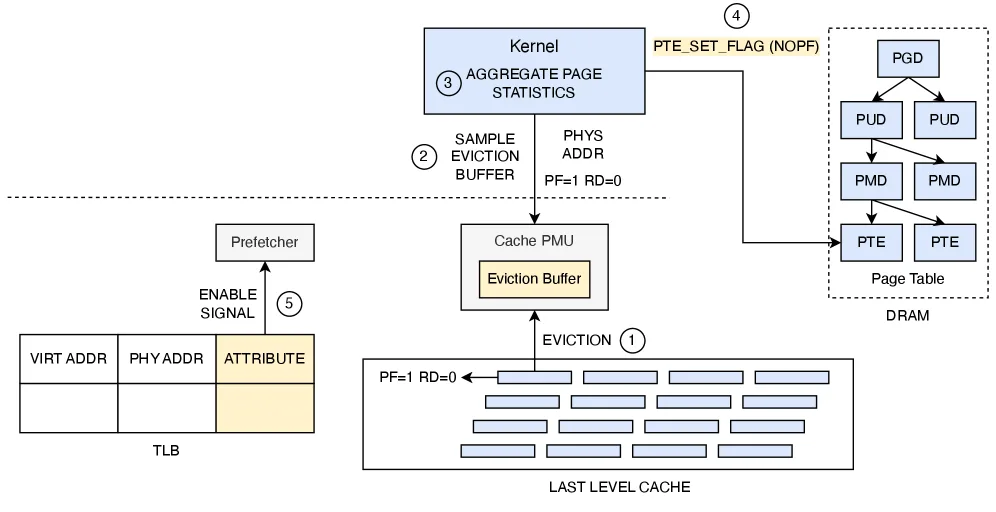 4
PTE_SET_FLAG (NOPF)
Kernel
3
AGGREGATE PAGE
STATISTICS
PGD
PUD
PUD
PMD
PMD
PTE
PTE
Page Table
DRAM
2
SAMPLE
EVICTION
BUFFER
PHYS
ADDR
PF=1 RD=0
Prefetcher
Cache PMU
Eviction Buffer
ENABLE
SIGNAL
5
EVICTION
1
VIRT ADDR
PHY ADDR
ATTRIBUTE
TLB
PF=1 RD=0
LAST LEVEL CACHE